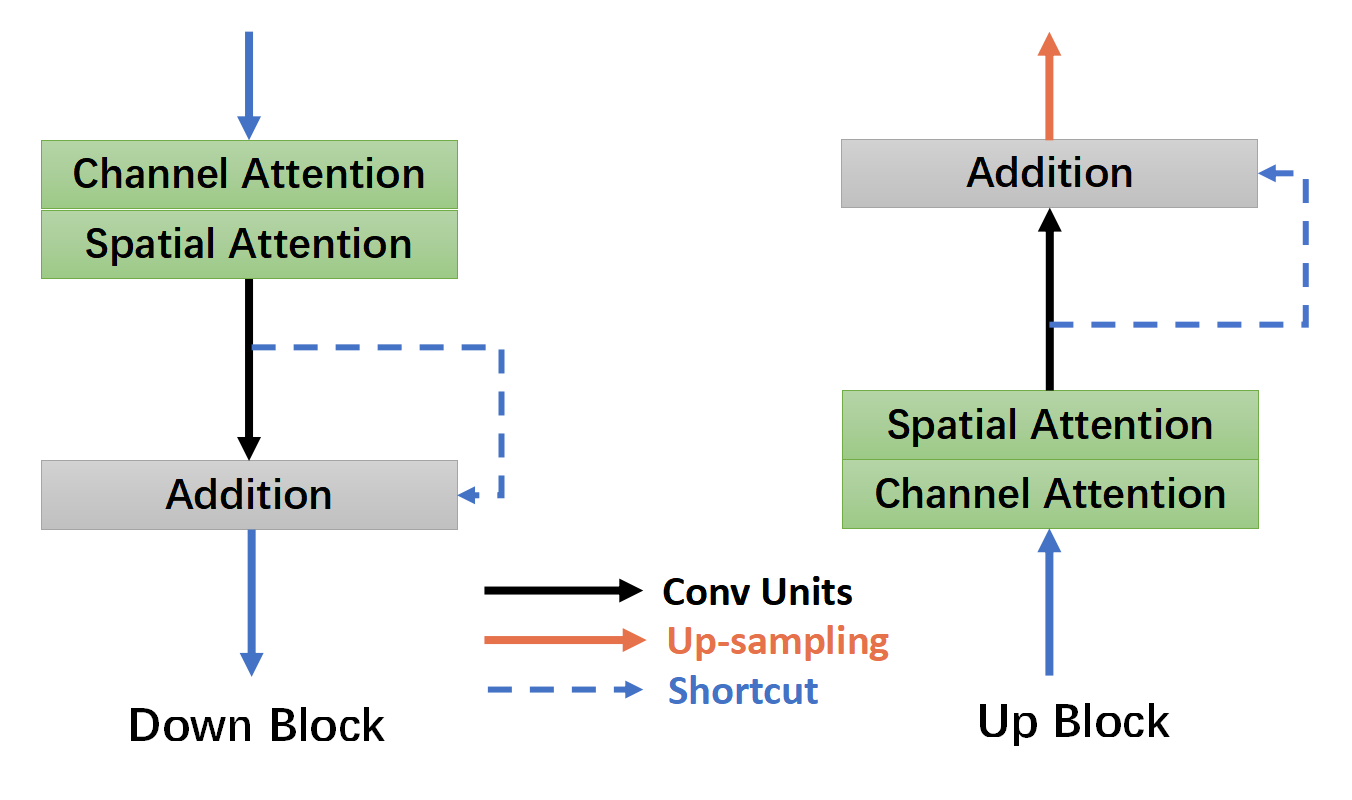 Channel Attention
Spatial Attention
Addition
Down Block
Addition
Spatial Attention
Channel Attention
Up Block
Conv Units
Up-sampling
Shortcut